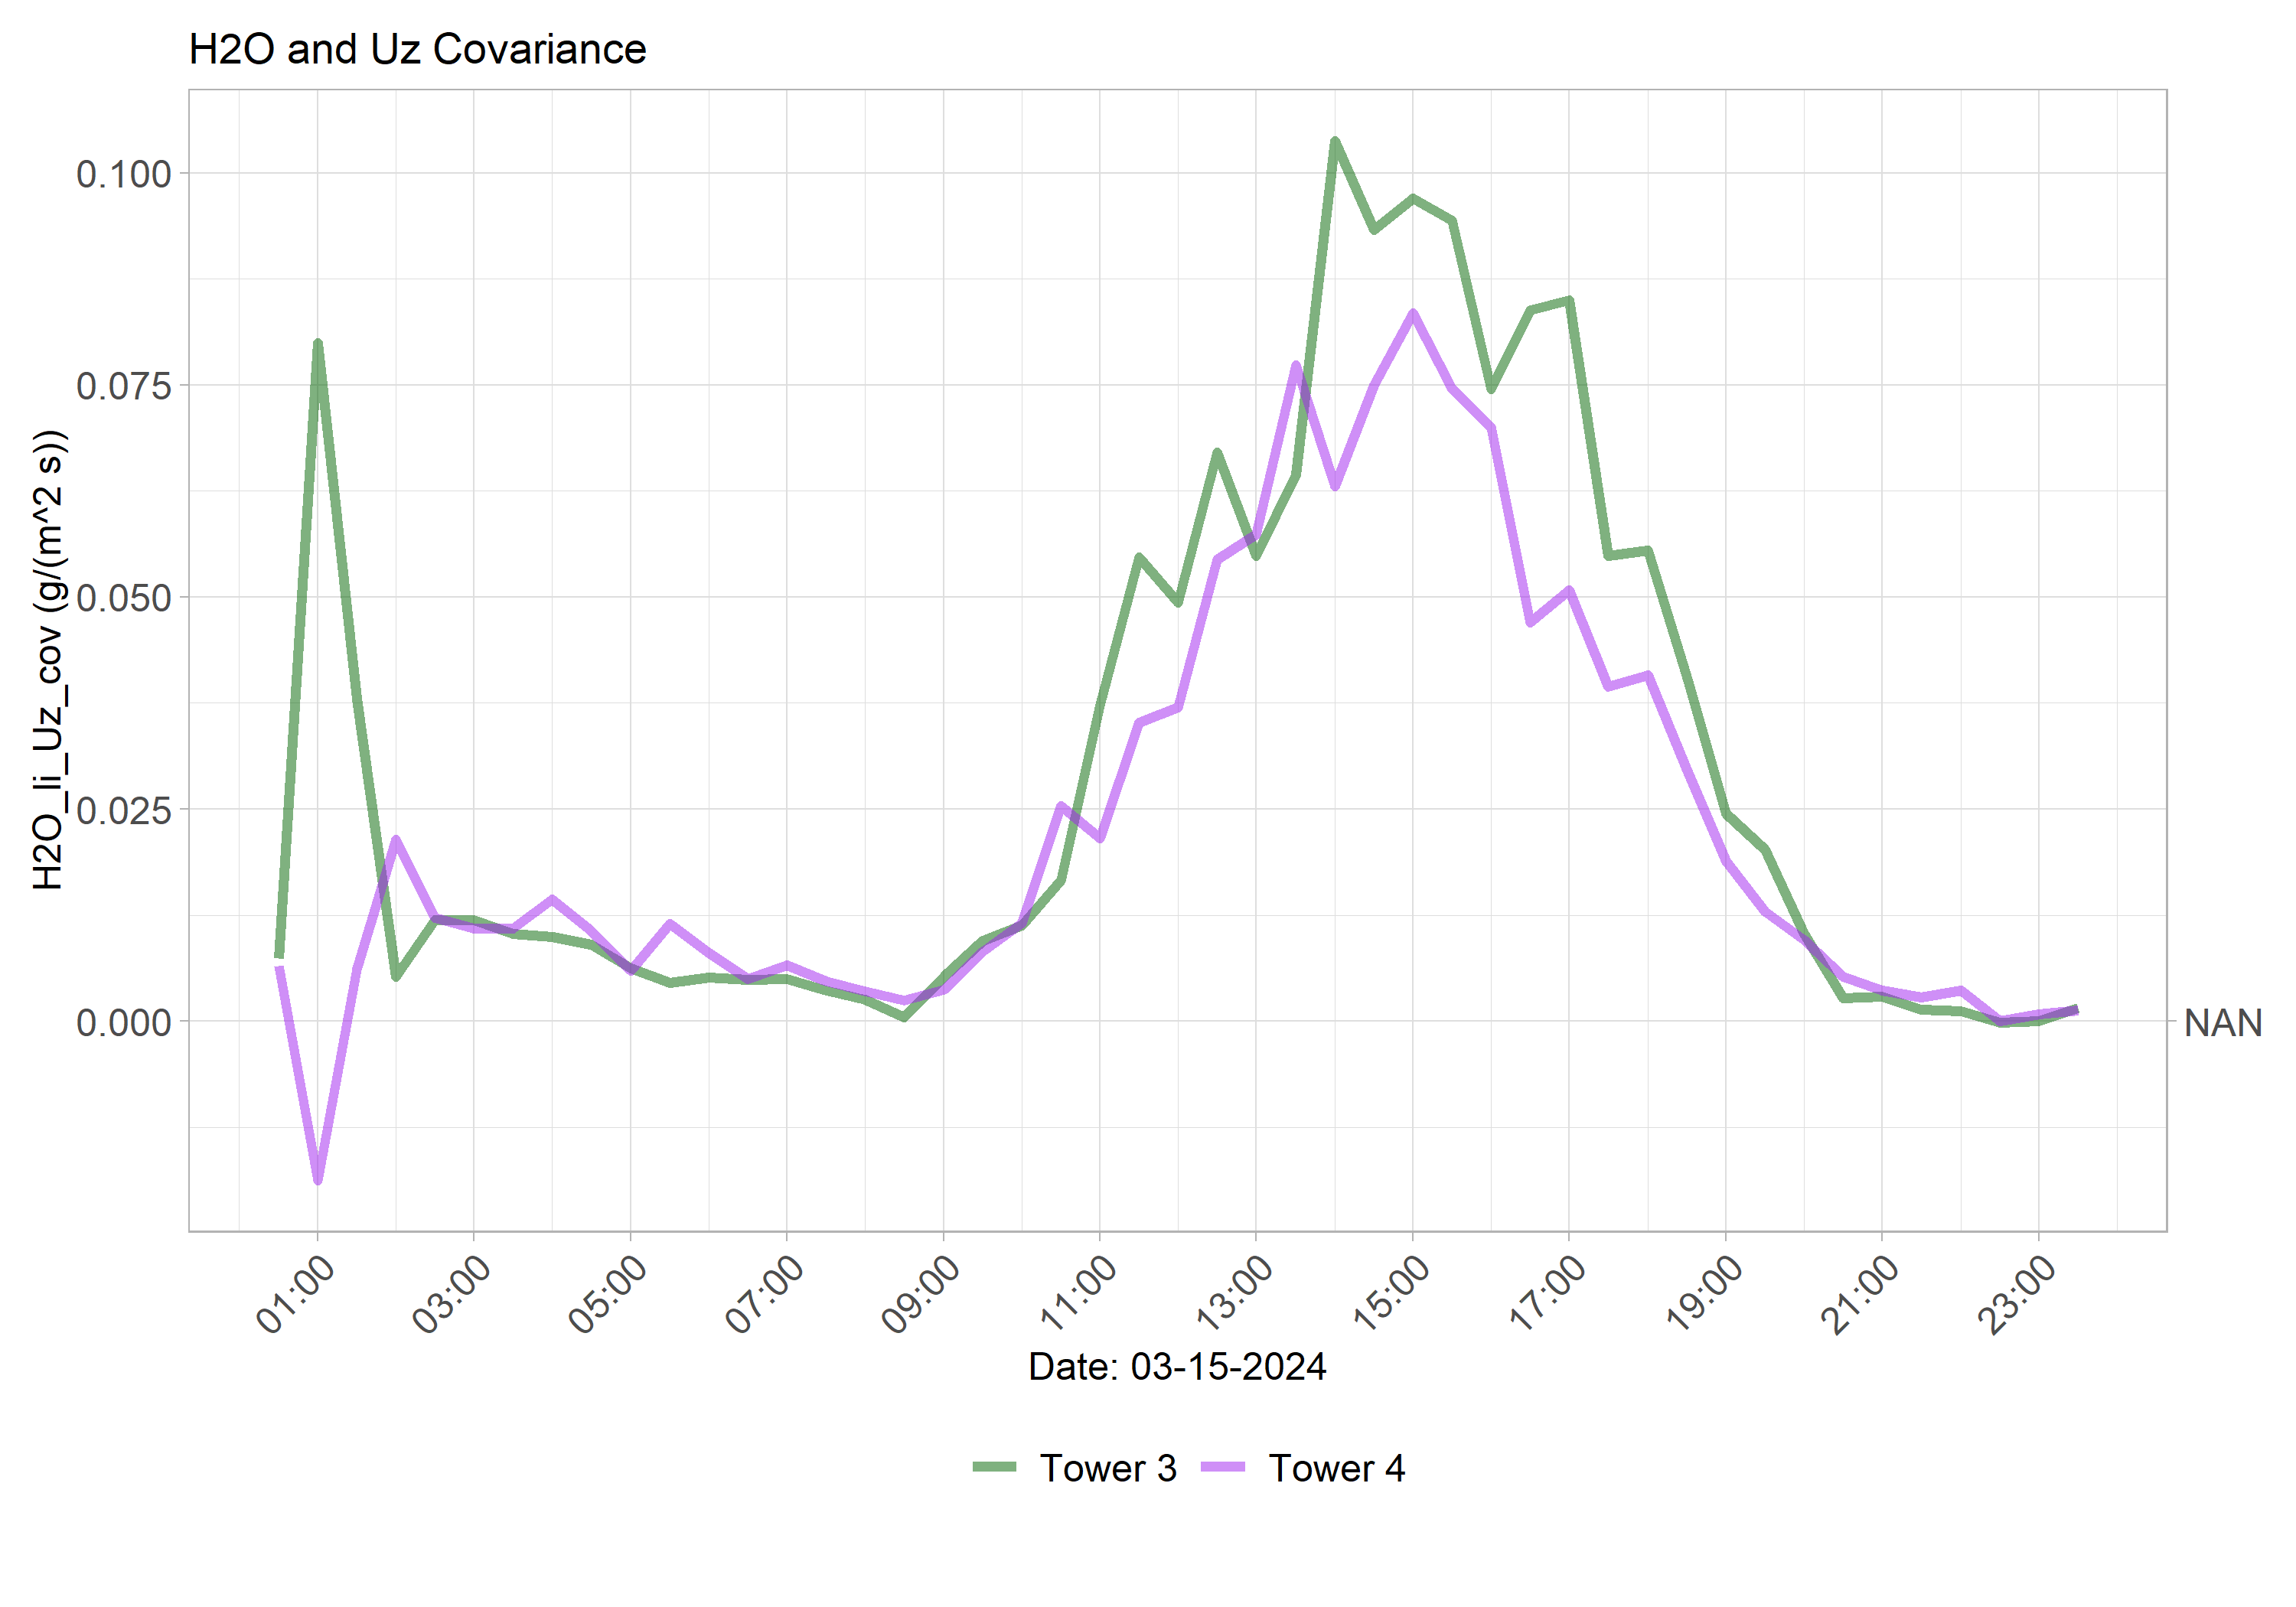 H2O and Uz Covariance
H2O_li_Uz_cov (g/(m^2 s))
0.100
0.075
0.050
0.025
0.000
NAN
01:00 03:00 05:00 07:00 09:00 11:00 13:00 15:00 17:00 19:00 21:00 23:00
Date: 03-15-2024
Tower 3 Tower 4